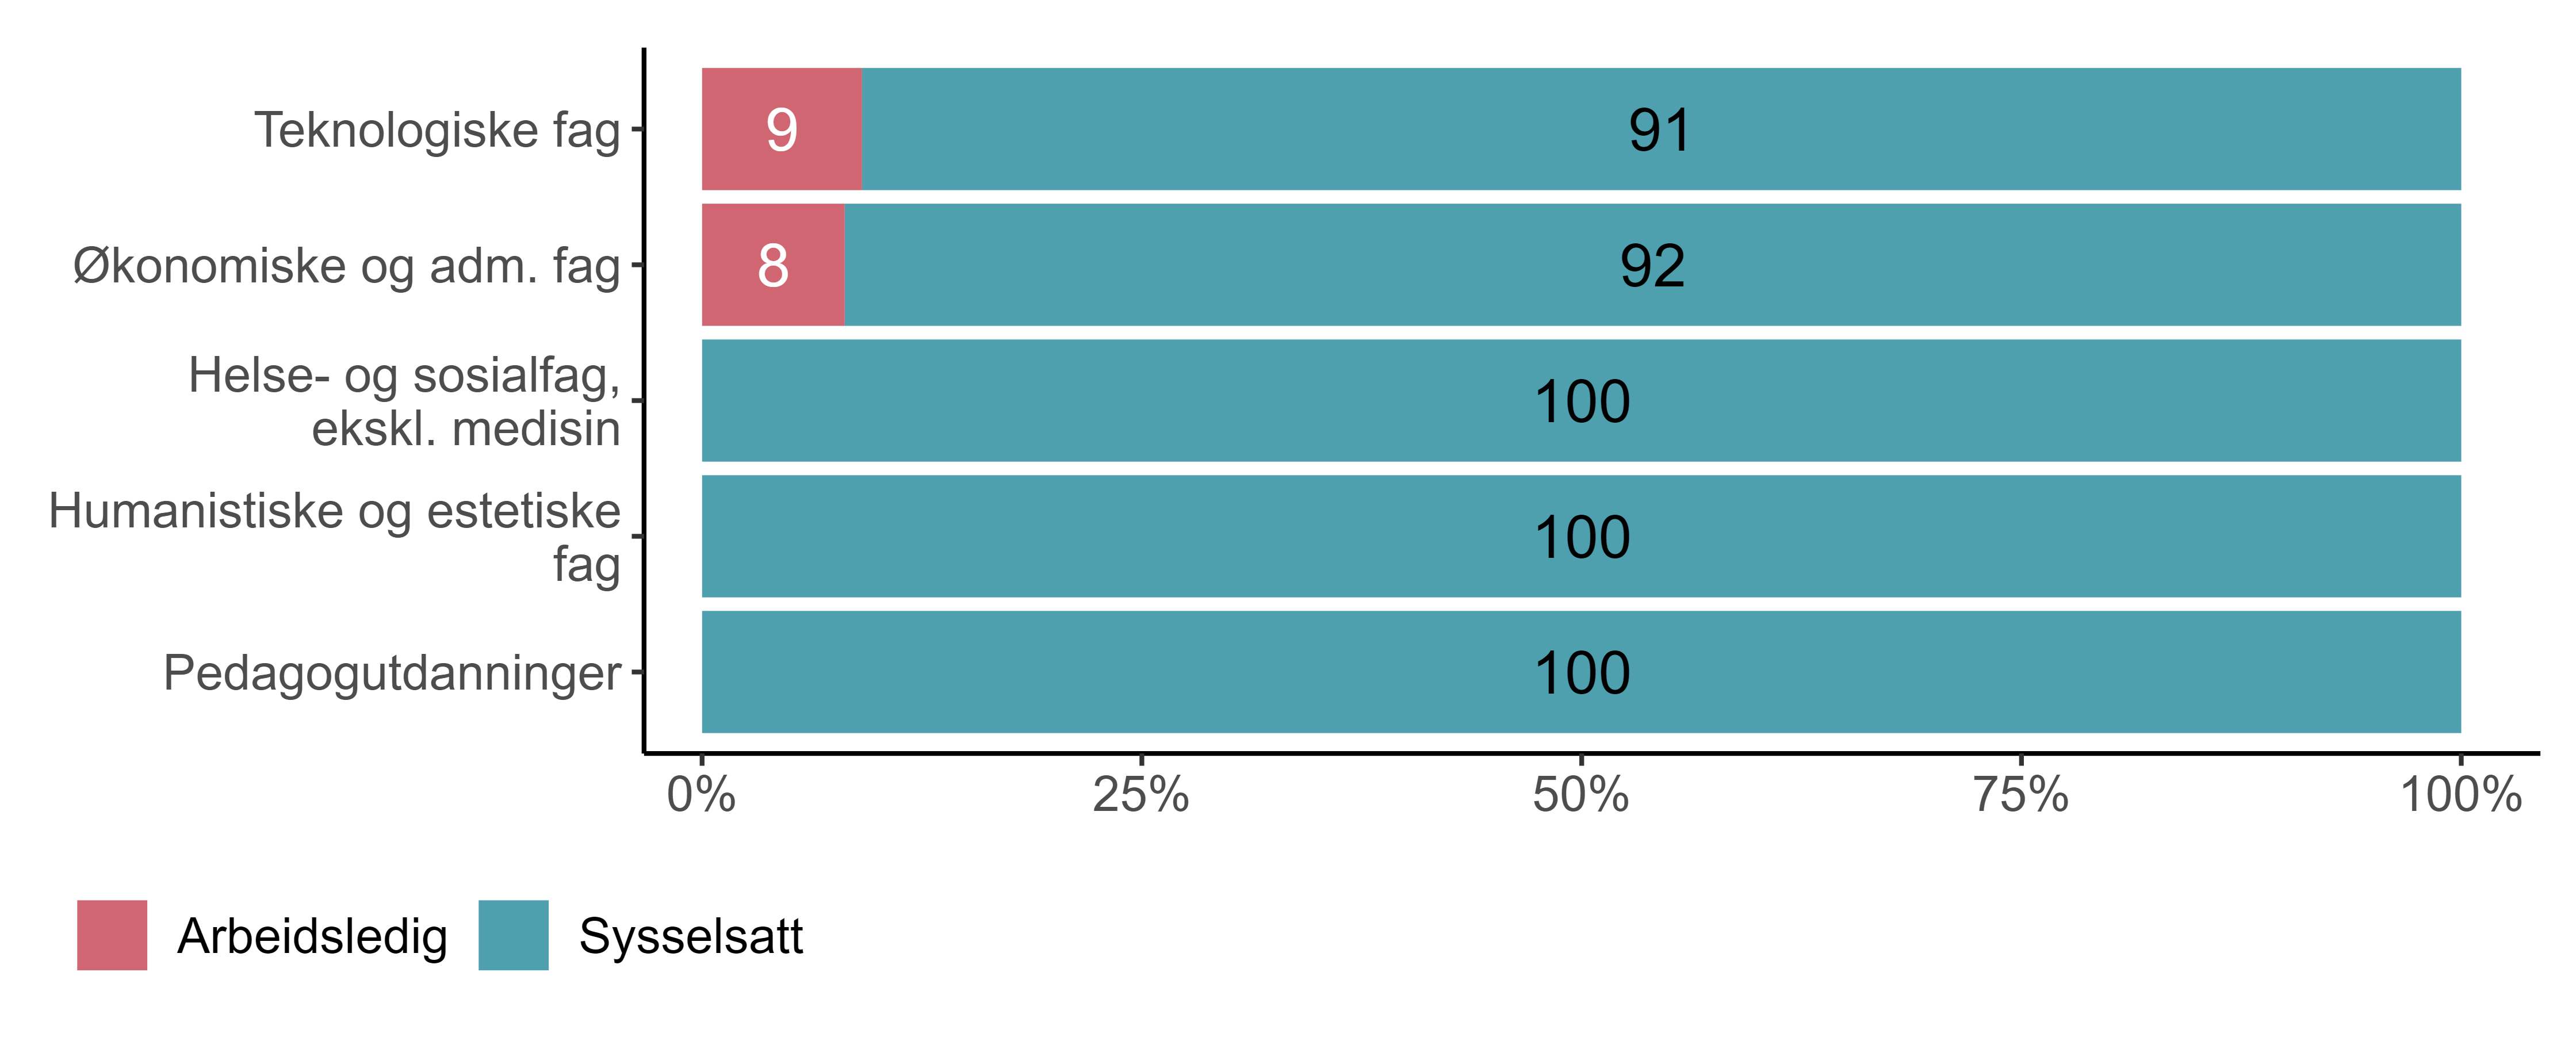 Teknologiske fag
9
91
Økonomiske og adm. fag
8
92
Helse- og sosialfag,
ekskl. medisin
100
Humanistiske og estetiske
fag
100
Pedagogutdanninger
100
0%
25%
50%
75%
100%
Arbeidsledig
Sysselsatt